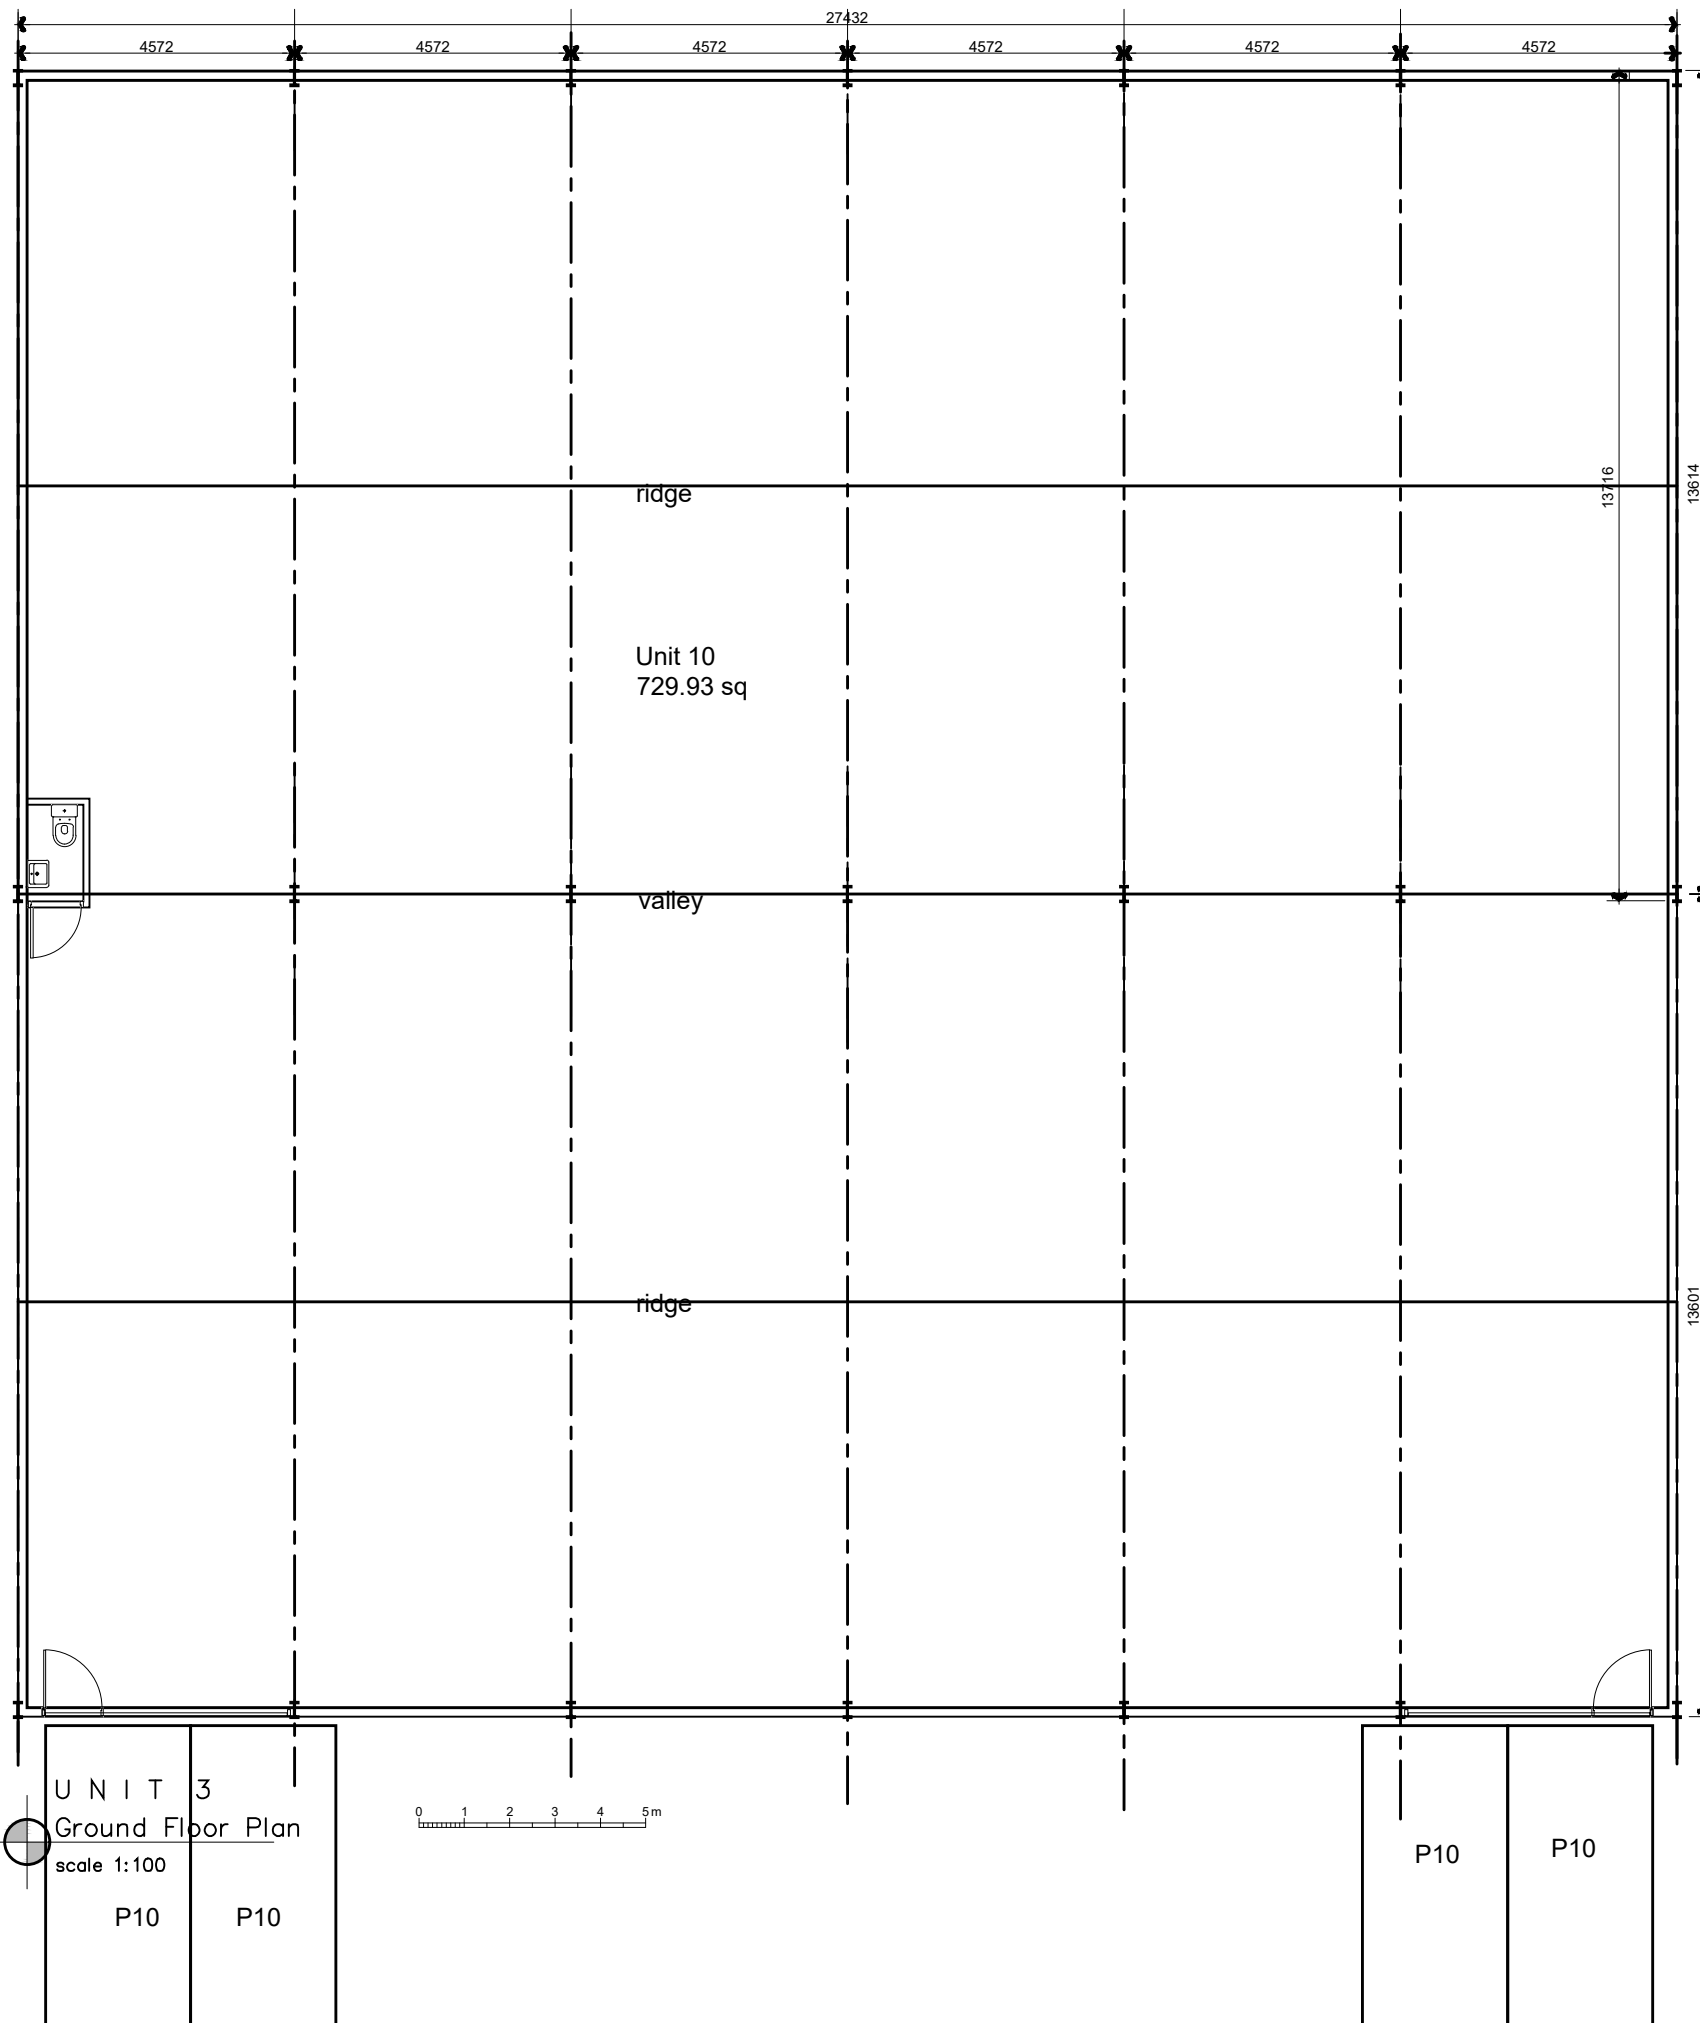 27432
4572 4572 4572 4572 4572 4572
13716
13614
ridge
Unit 10
729.93 sq
valley
ridge
13601
UNIT 3
Ground Floor Plan
scale 1:100
0 1 2 3 4 5m
P10 P10
P10 P10